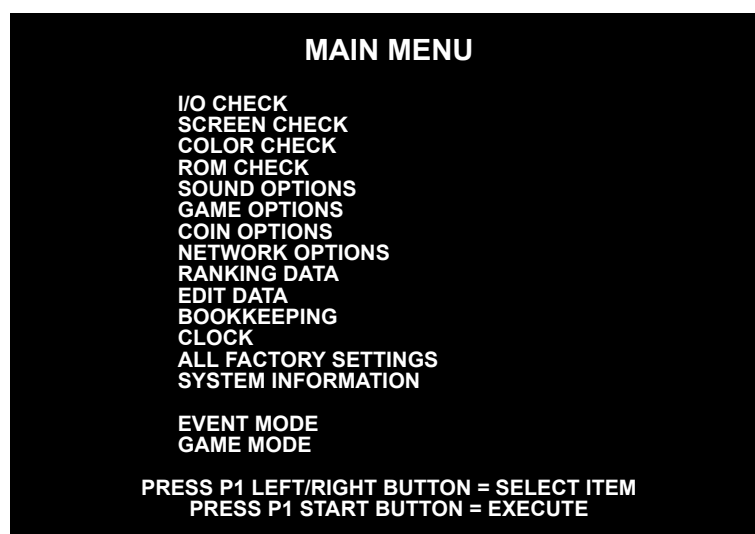 MAIN MENU
I/O CHECK
SCREEN CHECK
COLOR CHECK
ROM CHECK
SOUND OPTIONS
GAME OPTIONS
COIN OPTIONS
NETWORK OPTIONS
RANKING DATA
EDIT DATA
BOOKKEEPING
CLOCK
ALL FACTORY SETTINGS
SYSTEM INFORMATION
EVENT MODE
GAME MODE
PRESS P1 LEFT/RIGHT BUTTON = SELECT ITEM
PRESS P1 START BUTTON = EXECUTE